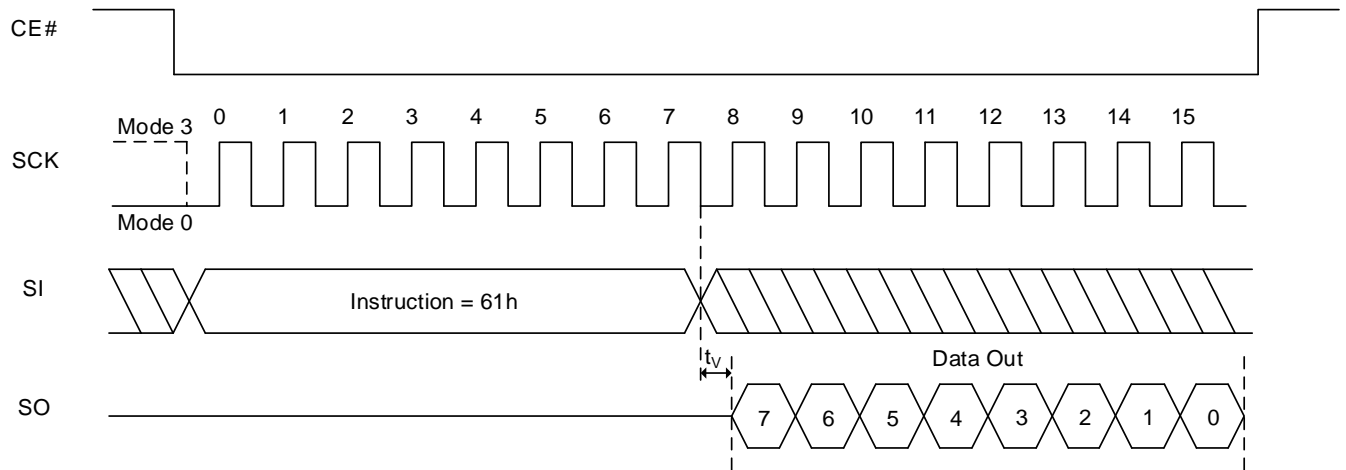 CE#
Mode 3
0 1 2 3 4 5 6 7 8 9 10 11 12 13 14 15
SCK
Mode 0
SI
Instruction = 61h
tV
Data Out
SO
7 6 5 4 3 2 1 0